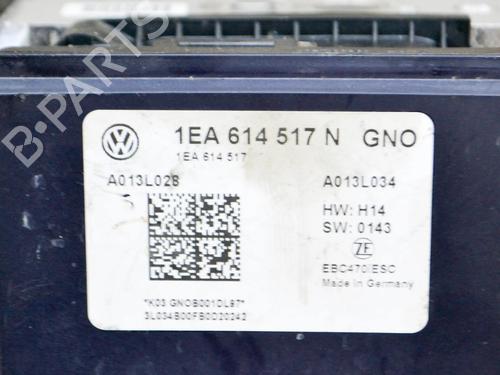 B-PARTS
1EA 614 517 N GNO
1EA 614 517
A013L028 A013L034
HW: H14
SW: 0143
ZF
EBC470/ESC
Made in Germany
*K03 GNOB001DL97*
3L034B00FB0D20242